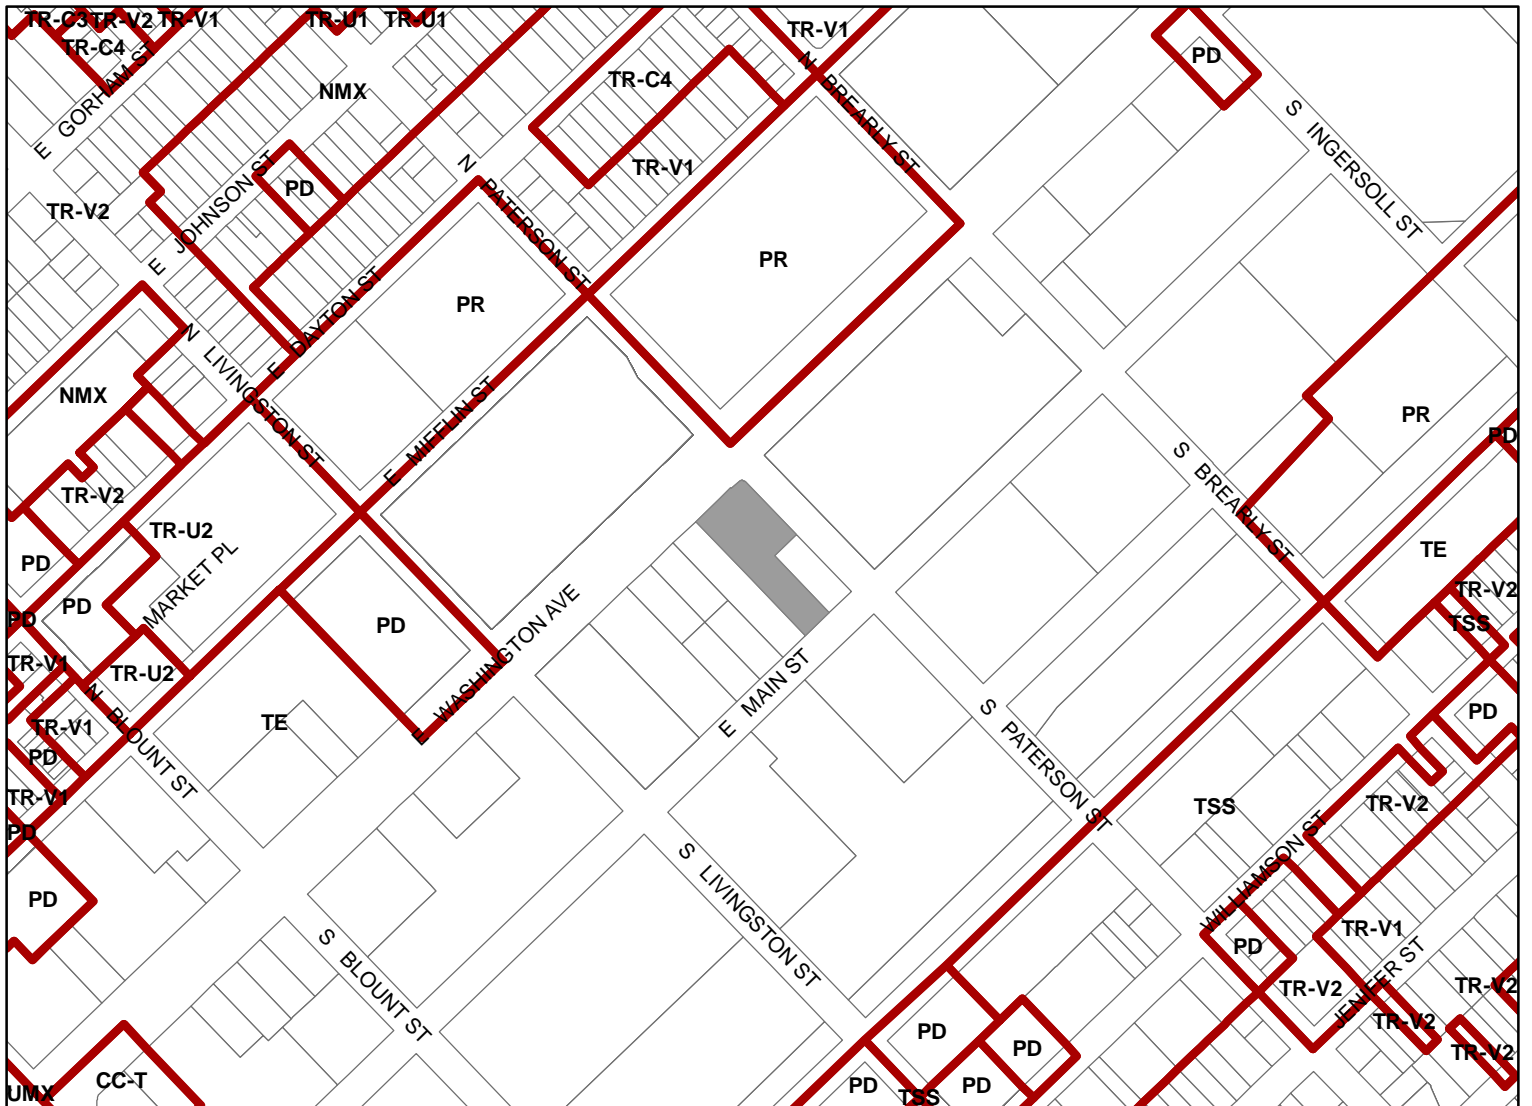 TR-C3
TR-V2
TR-V1
TR-U1
TR-U1
TR-V1
TR-C4
PD
E GORHAM ST
NMX
TR-C4
N BREARLY ST
S INGERSOLL ST
TR-V1
PD
N PATERSON ST
TR-V2
E JOHNSON ST
PR
PR
E DAYTON ST
N LIVINGSTON ST
NMX
E MIFFLIN ST
PR
PD
S BREARLY ST
TR-V2
TR-U2
TE
PD
MARKET PL
TR-V2
PD
PD
TSS
PD
E WASHINGTON AVE
TR-V1
TR-U2
E MAIN ST
S PATERSON ST
PD
TR-V1
TE
N BLOUNT ST
PD
TR-V1
TSS
TR-V2
PD
WILLIAMSON ST
S LIVINGSTON ST
PD
TR-V1
PD
S BLOUNT ST
TR-V2
JENIFER ST
TR-V2
TR-V2
PD
PD
TR-V2
CC-T
UMX
PD
TSS
PD